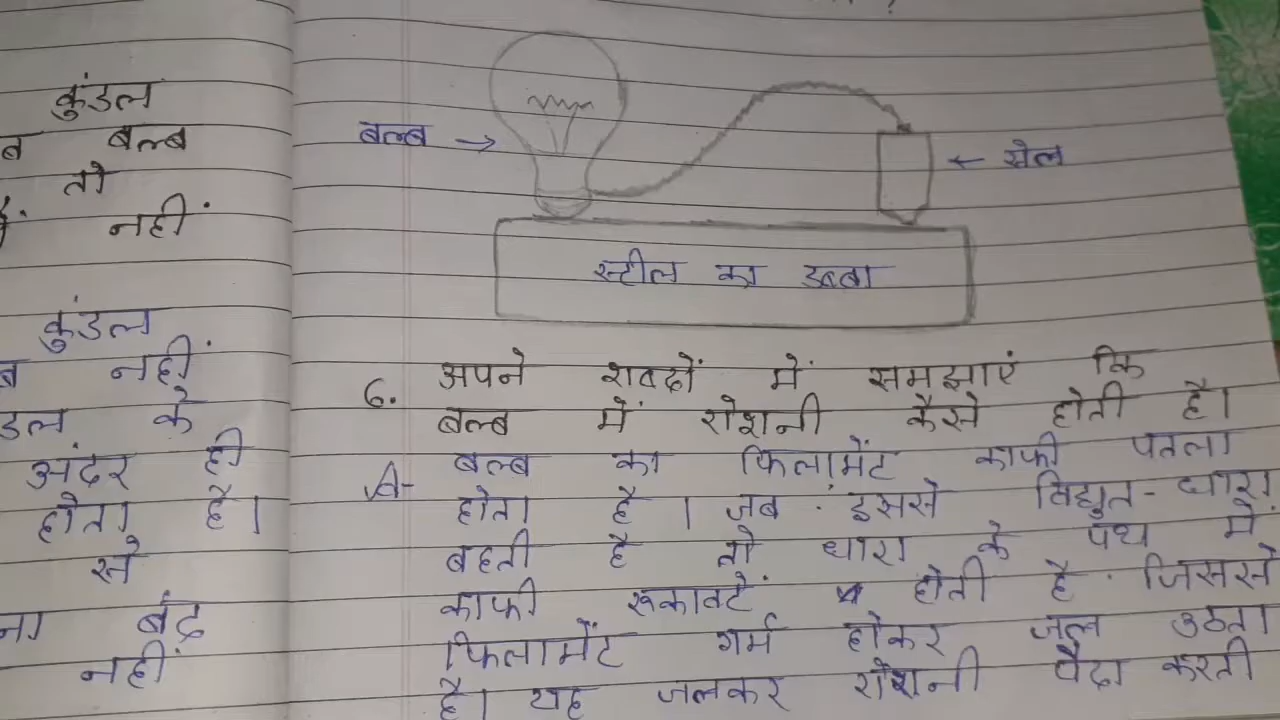 कुंडल
ब बल्ब
तो
नहीं
कुंडल
ब नहीं
डल के
अंदर ही
होता है।
से
ना बंद
नहीं
?
बल्ब →
← सेल
स्टील का डब्बा
6. अपने शब्दों में समझाएं कि
बल्ब में रोशनी कैसे होती है।
A- बल्ब का फिलामेंट काफी पतला
होता है। जब इससे विद्युत-धारा
बहती है तो धारा के पथ में
काफी रूकावटें होती है जिससे
फिलामेंट गर्म होकर जल उठता
है। यह जलकर रोशनी पैदा करती